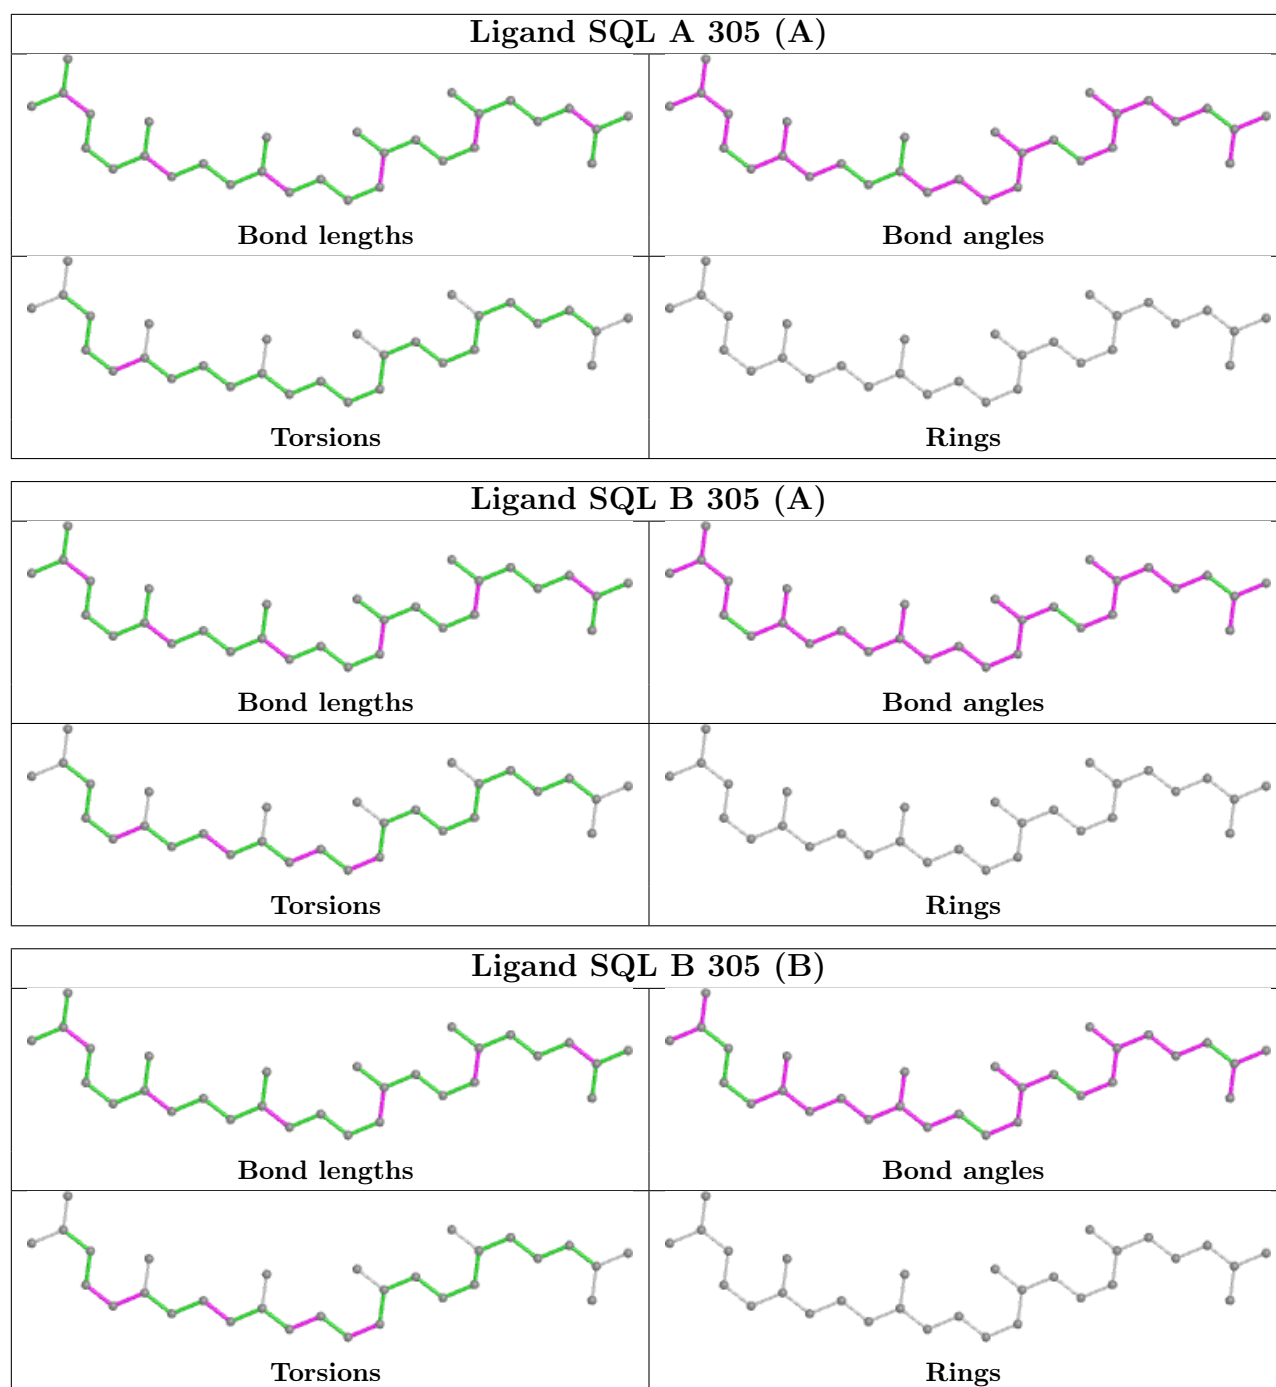 Ligand SQL A 305 (A)
Bond lengths
Bond angles
Torsions
Rings
Ligand SQL B 305 (A)
Bond lengths
Bond angles
Torsions
Rings
Ligand SQL B 305 (B)
Bond lengths
Bond angles
Torsions
Rings